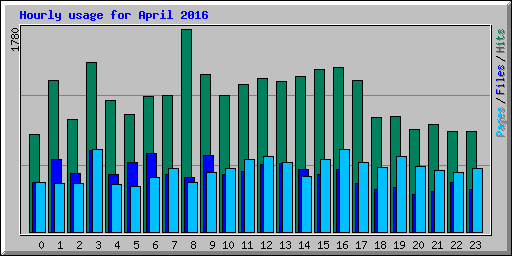 Hourly usage for April 2016
1780
Pages / Files / Hits
0 1 2 3 4 5 6 7 8 9 10 11 12 13 14 15 16 17 18 19 20 21 22 23